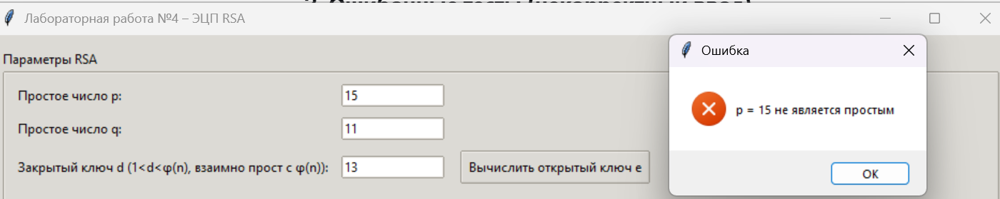 Лабораторная работа №4 – ЭЦП RSA
Параметры RSA
Простое число p:
15
Простое число q:
11
Закрытый ключ d (1<d<φ(n), взаимно прост с φ(n)):
13
Вычислить открытый ключ e
Ошибка
p = 15 не является простым
OK